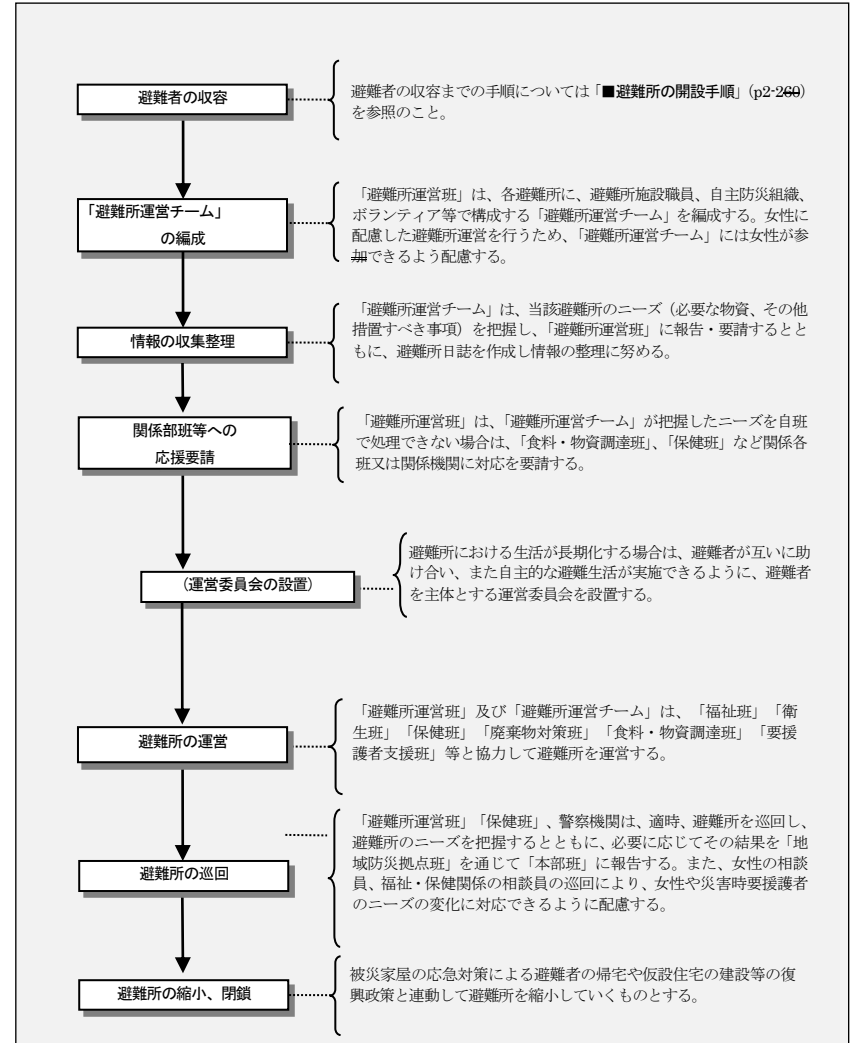 避難者の収容
避難者の収容までの手順については「■避難所の開設手順」（p2-260）
を参照のこと。
「避難所運営チーム」
の編成
「避難所運営班」は、各避難所に、避難所施設職員、自主防災組織、
ボランティア等で構成する「避難所運営チーム」を編成する。女性に
配慮した避難所運営を行うため、「避難所運営チーム」には女性が参
加できるよう配慮する。
情報の収集整理
「避難所運営チーム」は、当該避難所のニーズ（必要な物資、その他
措置すべき事項）を把握し、「避難所運営班」に報告・要請するとと
もに、避難所日誌を作成し情報の整理に努める。
関係部班等への
応援要請
「避難所運営班」は、「避難所運営チーム」が把握したニーズを自班
で処理できない場合は、「食料・物資調達班」、「保健班」など関係各
班又は関係機関に対応を要請する。
（運営委員会の設置）
避難所における生活が長期化する場合は、避難者が互いに助
け合い、また自主的な避難生活が実施できるように、避難者
を主体とする運営委員会を設置する。
避難所の運営
「避難所運営班」及び「避難所運営チーム」は、「福祉班」「衛
生班」「保健班」「廃棄物対策班」「食料・物資調達班」「要援
護者支援班」等と協力して避難所を運営する。
避難所の巡回
「避難所運営班」「保健班」、警察機関は、適時、避難所を巡回し、
避難所のニーズを把握するとともに、必要に応じてその結果を「地
域防災拠点班」を通じて「本部班」に報告する。また、女性の相談
員、福祉・保健関係の相談員の巡回により、女性や災害時要援護者
のニーズの変化に対応できるように配慮する。
避難所の縮小、閉鎖
被災家屋の応急対策による避難者の帰宅や仮設住宅の建設等の復
興政策と連動して避難所を縮小していくものとする。